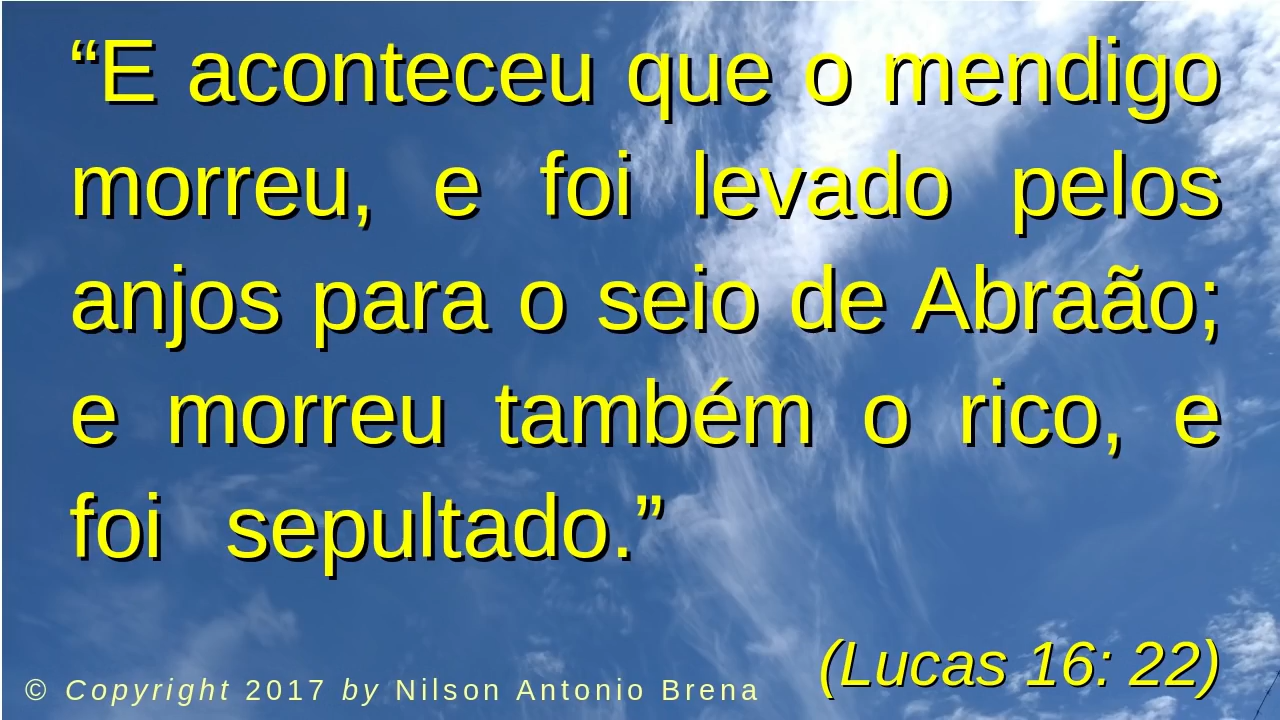 “E aconteceu que o mendigo
morreu, e foi levado pelos
anjos para o seio de Abraão;
e morreu também o rico, e
foi sepultado.”
(Lucas 16: 22)
© Copyright 2017 by Nilson Antonio Brena